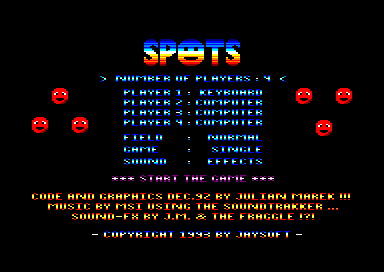 SPOTS
> NUMBER OF PLAYERS : 4 <
PLAYER 1 : KEYBOARD
PLAYER 2 : COMPUTER
PLAYER 3 : COMPUTER
PLAYER 4 : COMPUTER
FIELD : NORMAL
GAME : SINGLE
SOUND : EFFECTS
*** START THE GAME ***
CODE AND GRAPHICS DEC.92 BY JULIAN MAREK !!!
MUSIC BY MSI USING THE SOUNDTRAKKER ...
SOUND-FX BY J.M. & THE FRAGGLE !?!
- COPYRIGHT 1993 BY JAYSOFT -